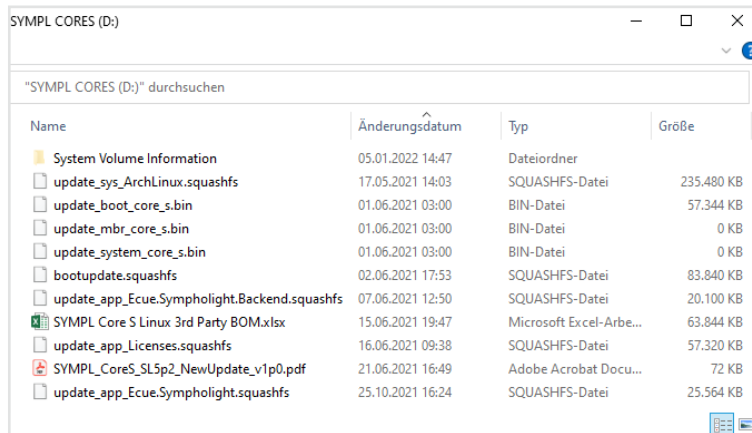 SYMPL CORES (D:)
"SYMPL CORES (D:)" durchsuchen
Name Änderungsdatum Typ Größe
System Volume Information 05.01.2022 14:47 Dateiordner
update_sys_ArchLinux.squashfs 17.05.2021 14:03 SQUASHFS-Datei 235.480 KB
update_boot_core_s.bin 01.06.2021 03:00 BIN-Datei 57.344 KB
update_mbr_core_s.bin 01.06.2021 03:00 BIN-Datei 0 KB
update_system_core_s.bin 01.06.2021 03:00 BIN-Datei 0 KB
bootupdate.squashfs 02.06.2021 17:53 SQUASHFS-Datei 83.840 KB
update_app_Ecue.Sympholight.Backend.squashfs 07.06.2021 12:50 SQUASHFS-Datei 20.100 KB
SYMPL Core S Linux 3rd Party BOM.xlsx 15.06.2021 19:47 Microsoft Excel-Arbe... 63.844 KB
update_app_Licenses.squashfs 16.06.2021 09:38 SQUASHFS-Datei 57.320 KB
SYMPL_CoreS_SL5p2_NewUpdate_v1p0.pdf 21.06.2021 16:49 Adobe Acrobat Docu... 72 KB
update_app_Ecue.Sympholight.squashfs 25.10.2021 16:24 SQUASHFS-Datei 25.564 KB